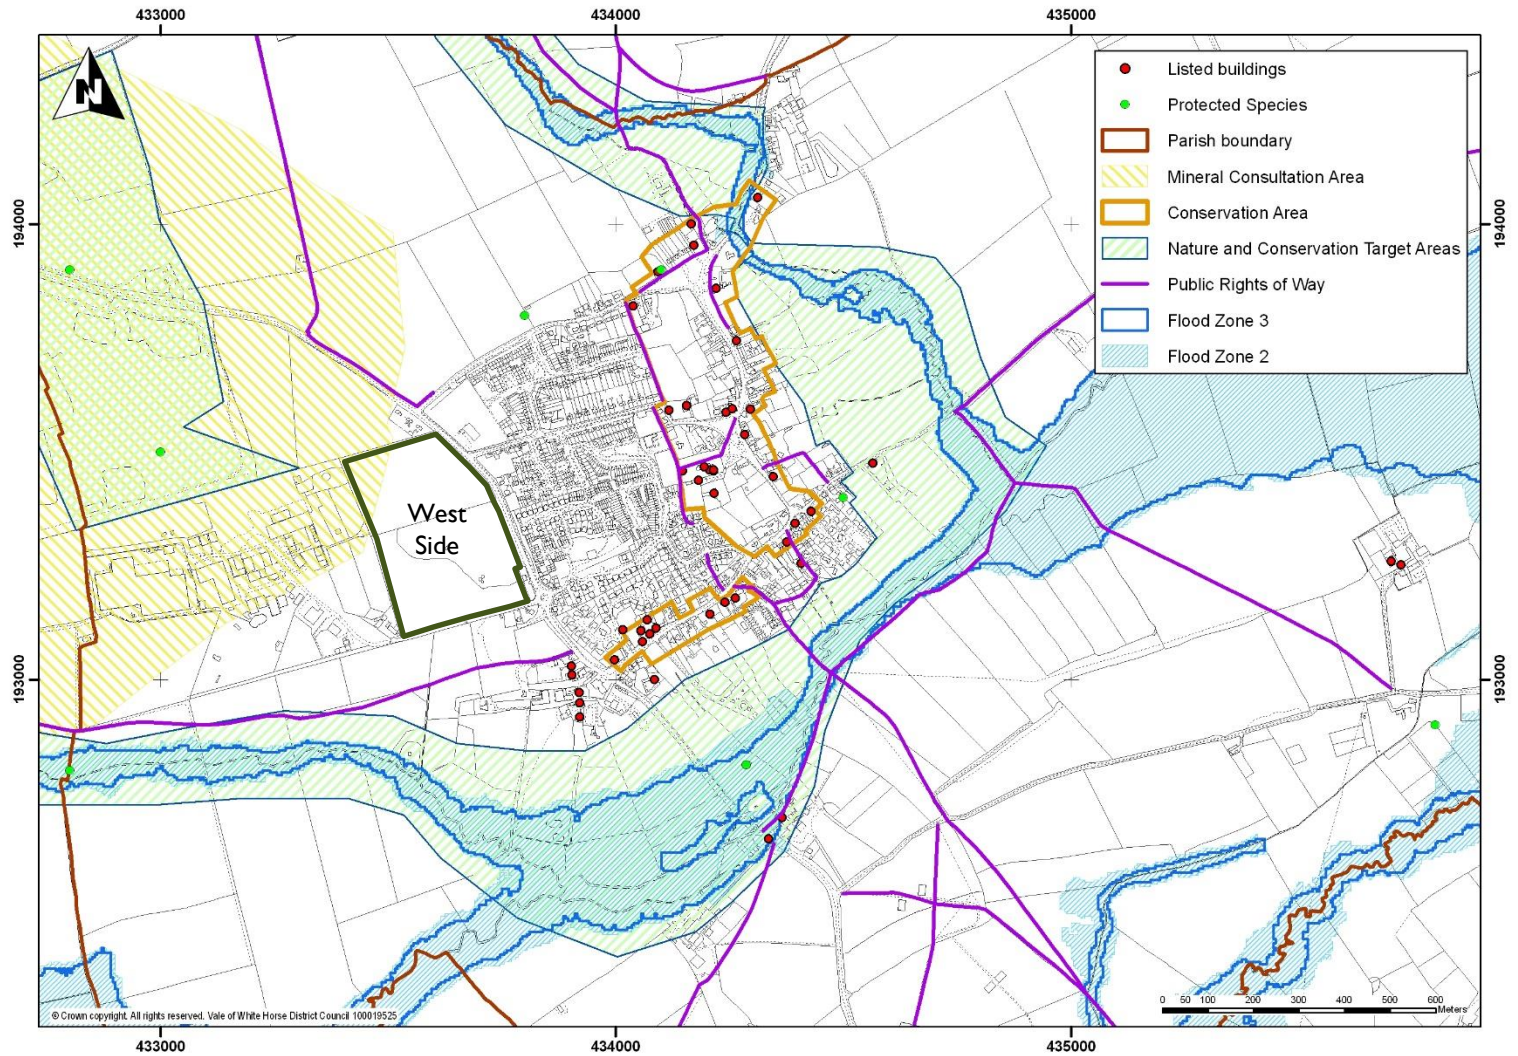 433000 434000 435000
N
Listed buildings
Protected Species
Parish boundary
Mineral Consultation Area
Conservation Area
Nature and Conservation Target Areas
Public Rights of Way
Flood Zone 3
Flood Zone 2
194000 194000
West
Side
193000 193000
0 50 100 200 300 400 500 600
Meters
© Crown copyright. All rights reserved. Vale of White Horse District Council 100019525
433000 434000 435000